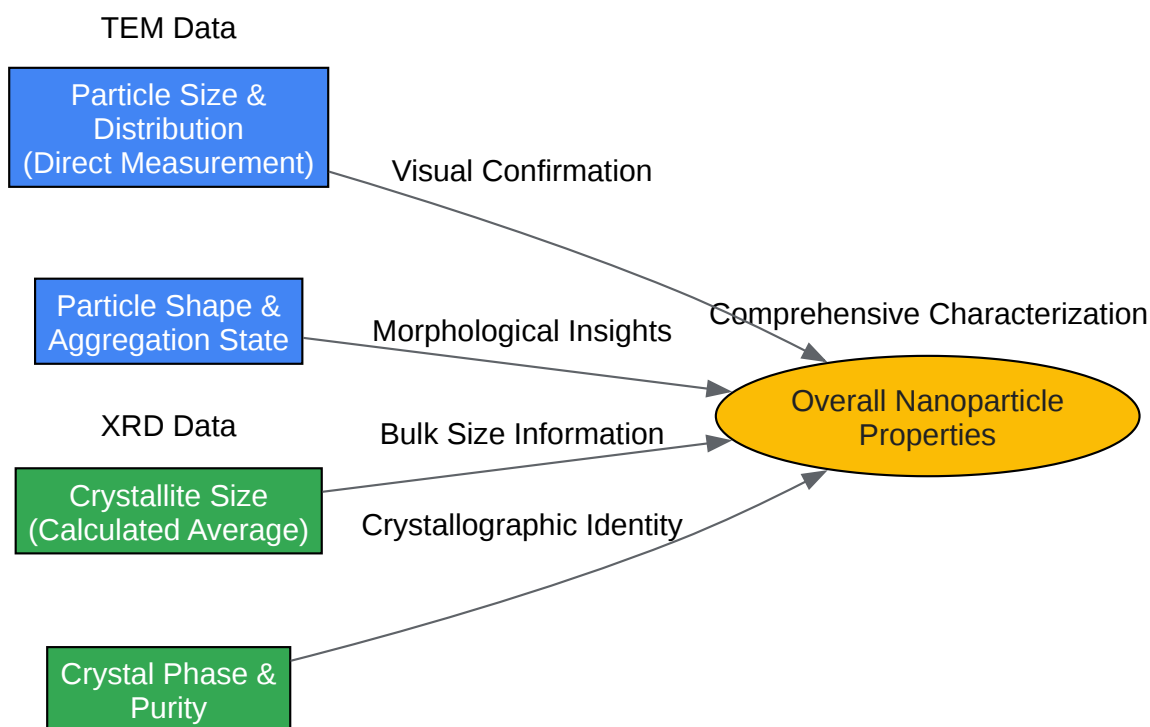 TEM Data
Particle Size &
Distribution
(Direct Measurement)
Visual Confirmation
Particle Shape &
Aggregation State
Morphological Insights
Comprehensive Characterization
Overall Nanoparticle
Properties
XRD Data
Bulk Size Information
Crystallite Size
(Calculated Average)
Crystallographic Identity
Crystal Phase &
Purity